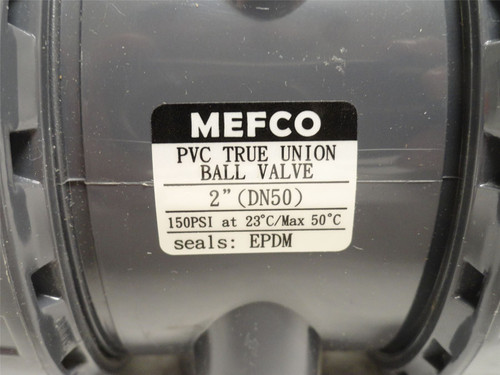 MEFCO
PVC TRUE UNION
BALL VALVE
2" (DN50)
150PSI at 23°C/Max 50°C
seals: EPDM